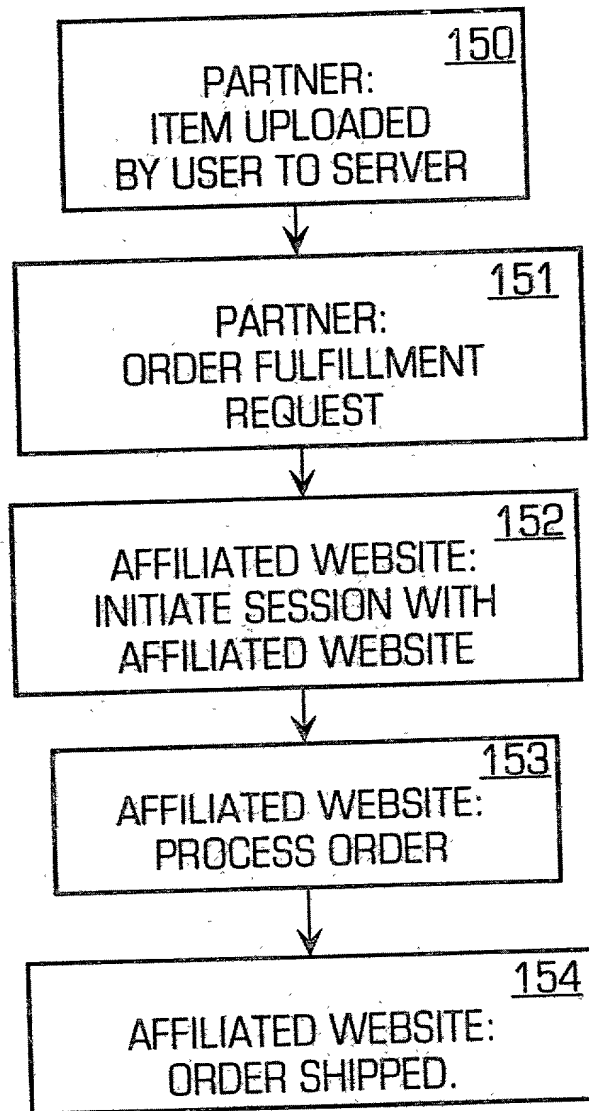 150
PARTNER:
ITEM UPLOADED
BY USER TO SERVER
151
PARTNER:
ORDER FULFILLMENT
REQUEST
152
AFFILIATED WEBSITE:
INITIATE SESSION WITH
AFFILIATED WEBSITE
153
AFFILIATED WEBSITE:
PROCESS ORDER
154
AFFILIATED WEBSITE:
ORDER SHIPPED.